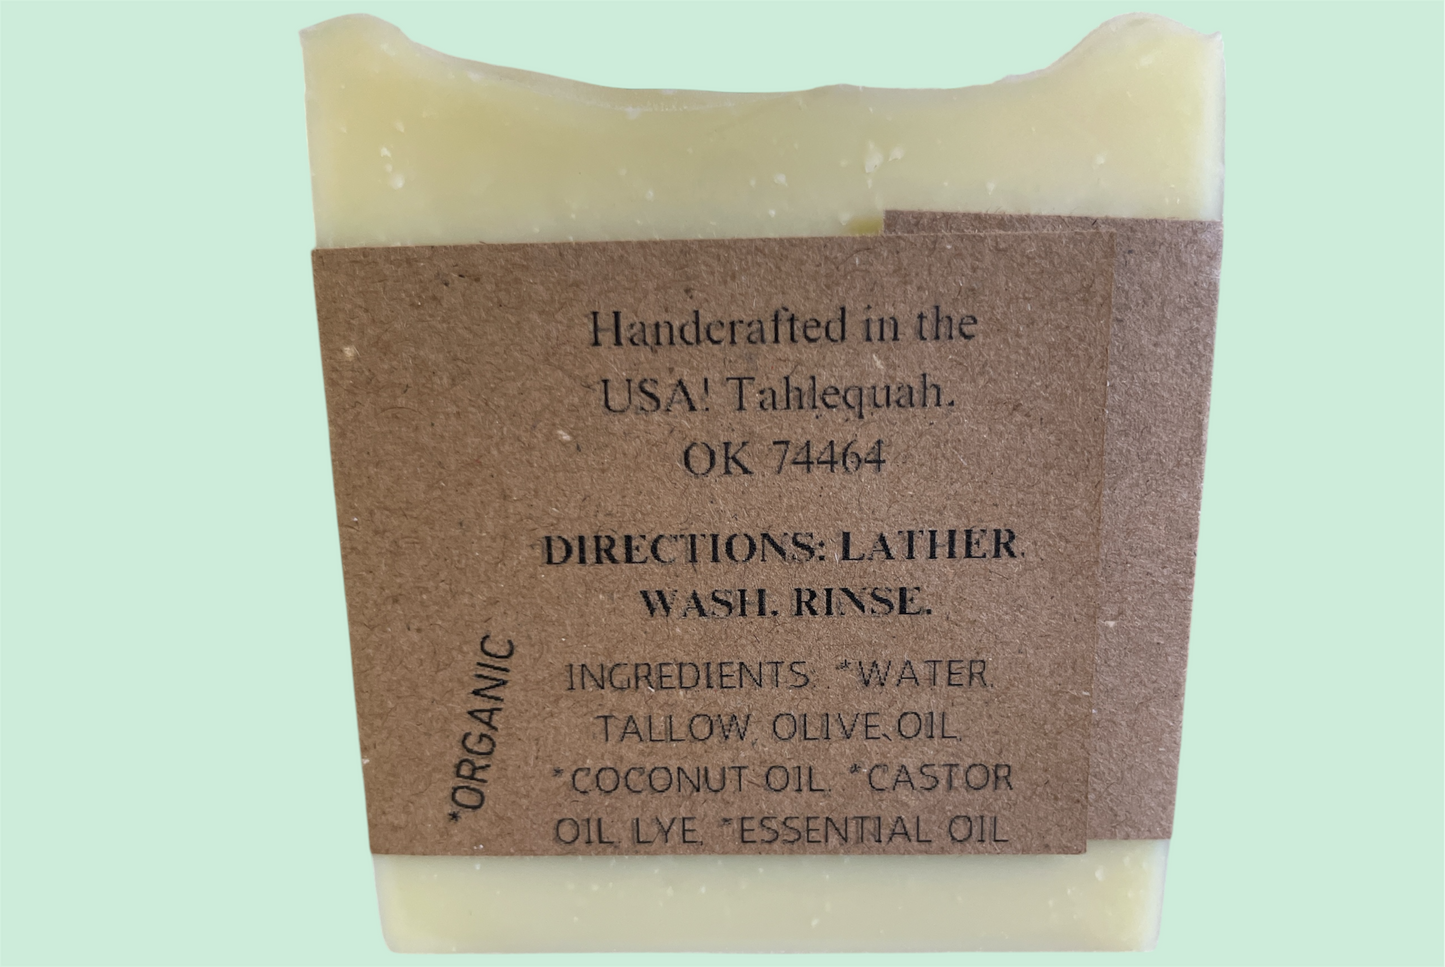 Handcrafted in the
USA! Tahlequah.
OK 74464
DIRECTIONS: LATHER.
WASH. RINSE.
INGREDIENTS: *WATER,
TALLOW, OLIVE OIL,
*COCONUT OIL, *CASTOR
OIL, LYE, *ESSENTIAL OIL
*ORGANIC